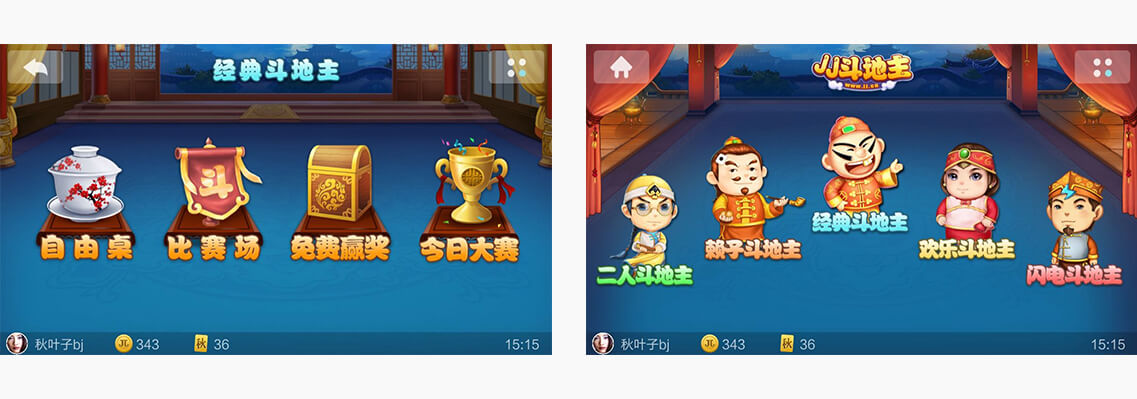 经典斗地主
斗
自由桌
比赛场
免费赢奖
今日大赛
秋叶子bj
343
秋
36
15:15
JJ斗地主
www.jj.cn
二人斗地主
赖子斗地主
经典斗地主
欢乐斗地主
闪电斗地主
秋叶子bj
343
秋
36
15:15